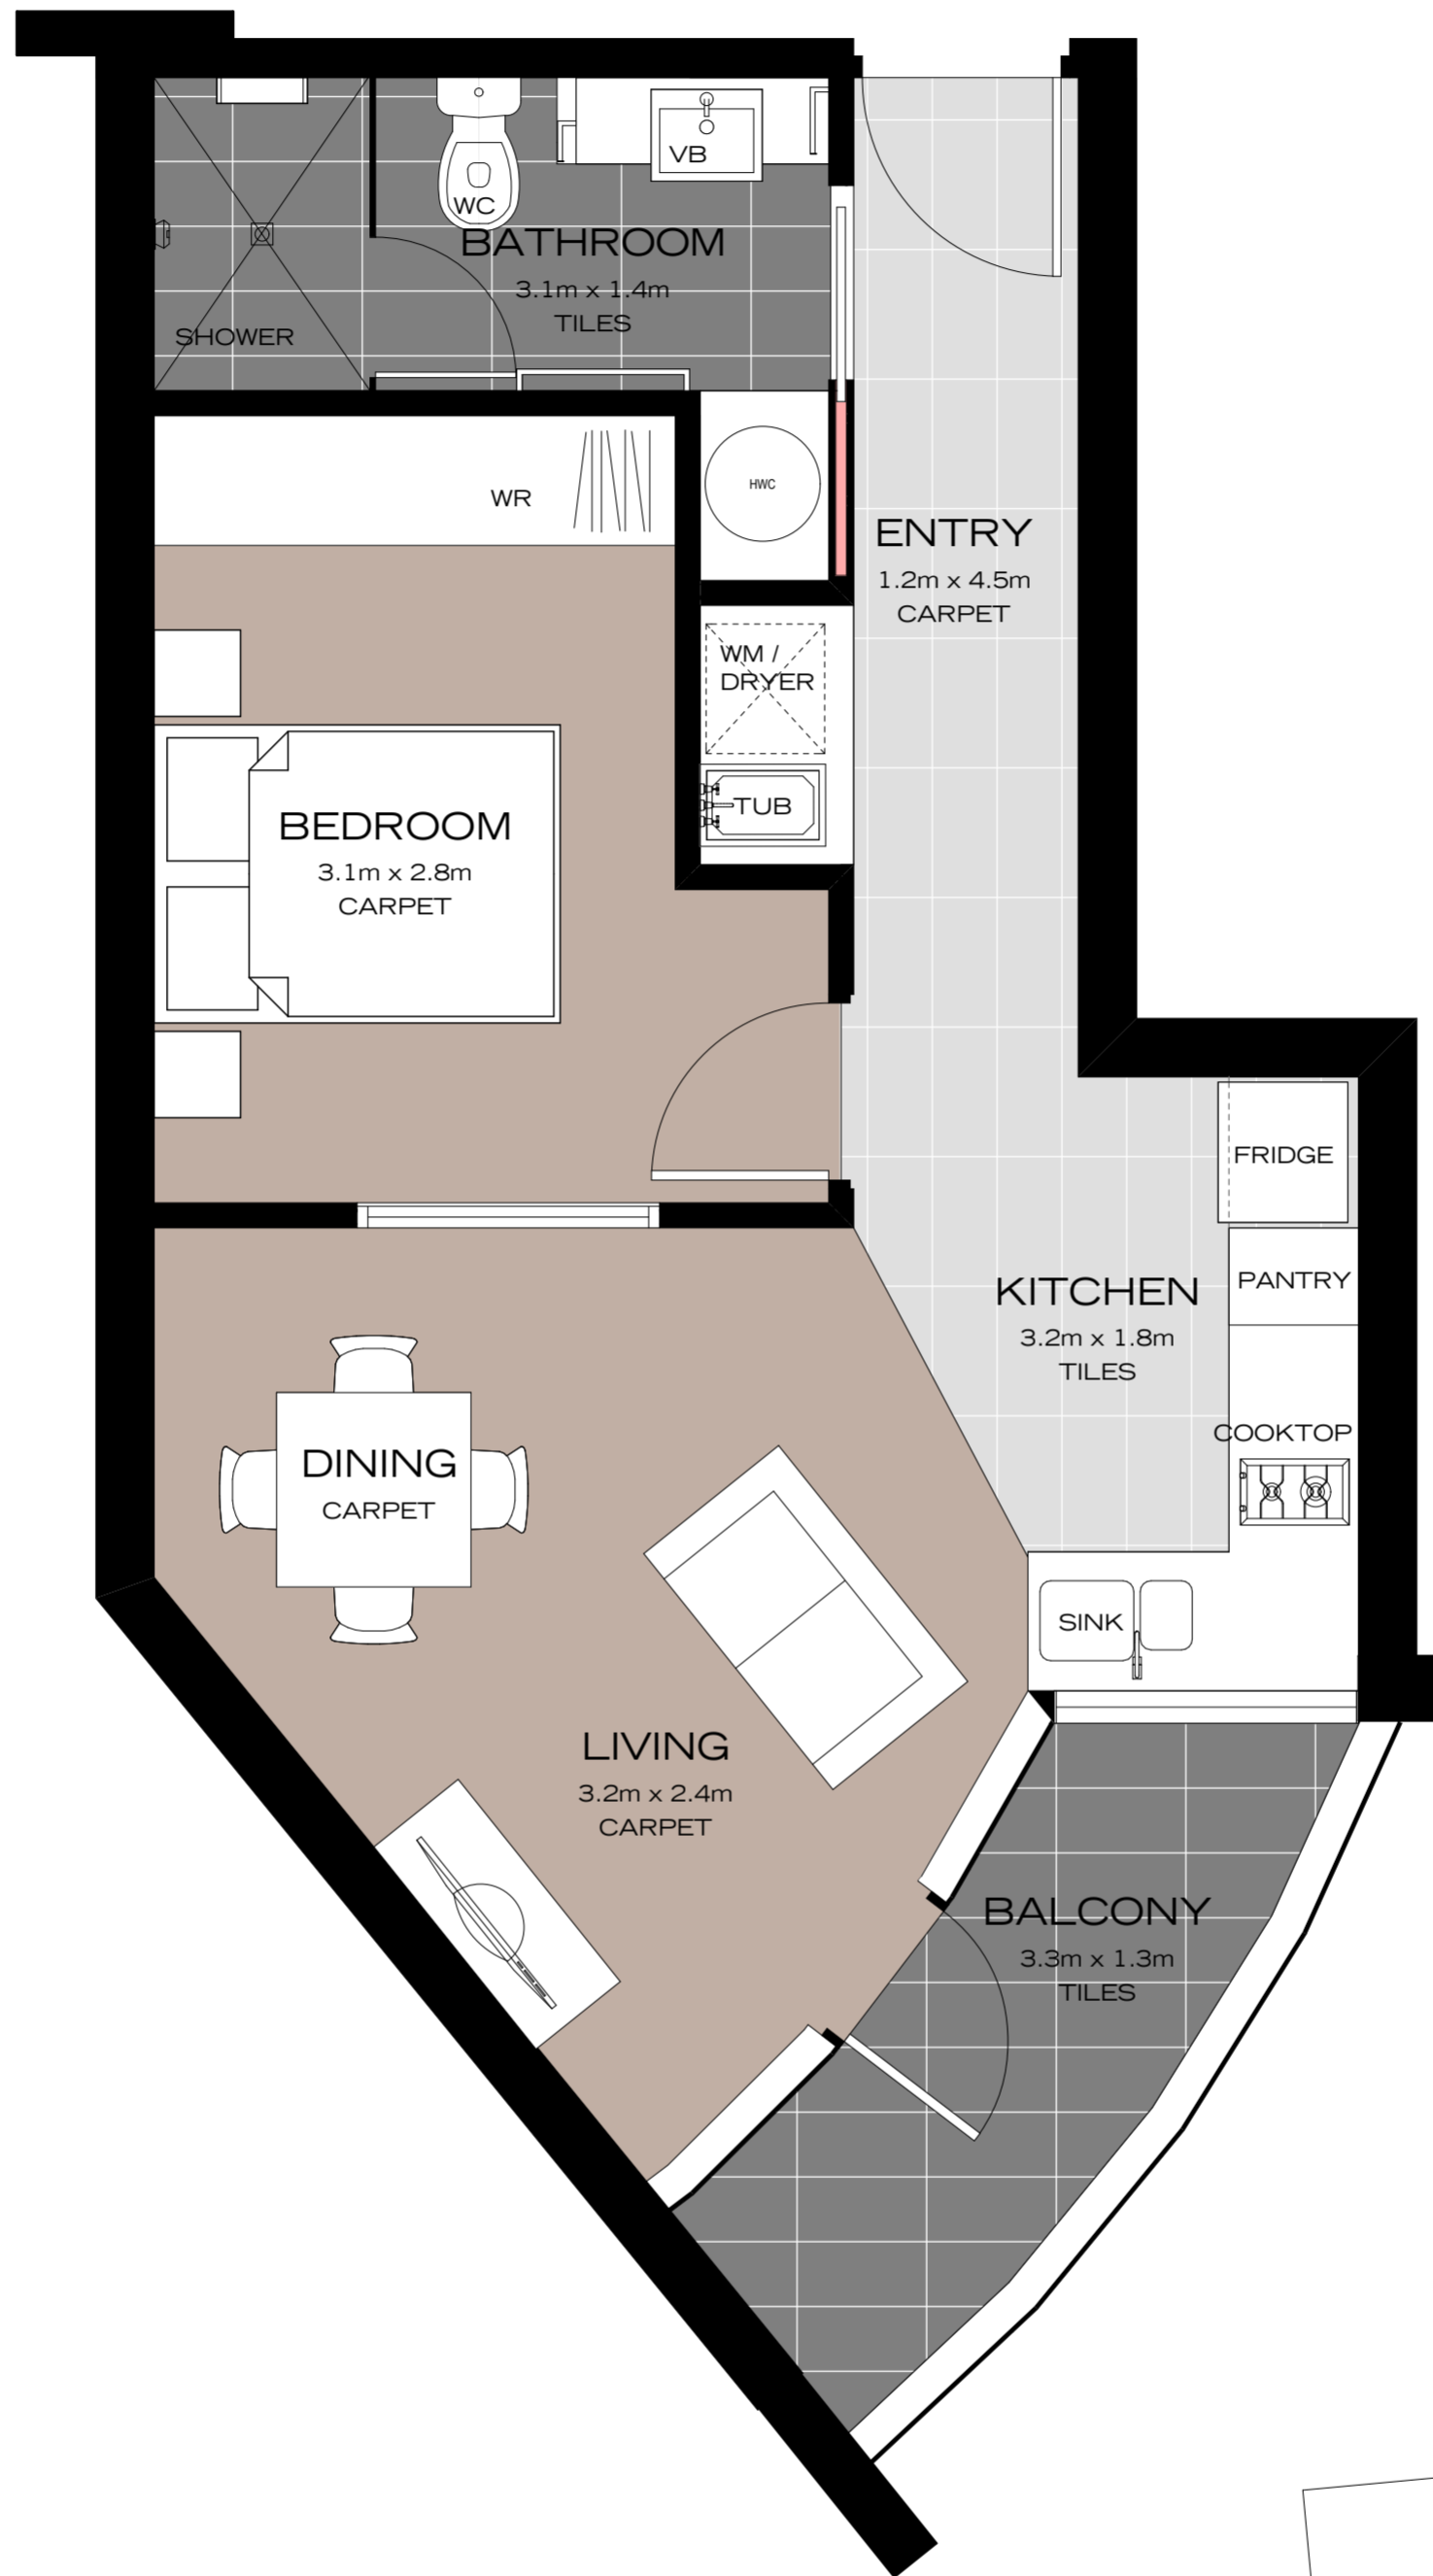 VB
WC
BATHROOM
3.1m x 1.4m
TILES
SHOWER
WR
HWC
ENTRY
1.2m x 4.5m
CARPET
WM /
DRYER
TUB
BEDROOM
3.1m x 2.8m
CARPET
FRIDGE
PANTRY
KITCHEN
3.2m x 1.8m
TILES
COOKTOP
DINING
CARPET
SINK
LIVING
3.2m x 2.4m
CARPET
BALCONY
3.3m x 1.3m
TILES